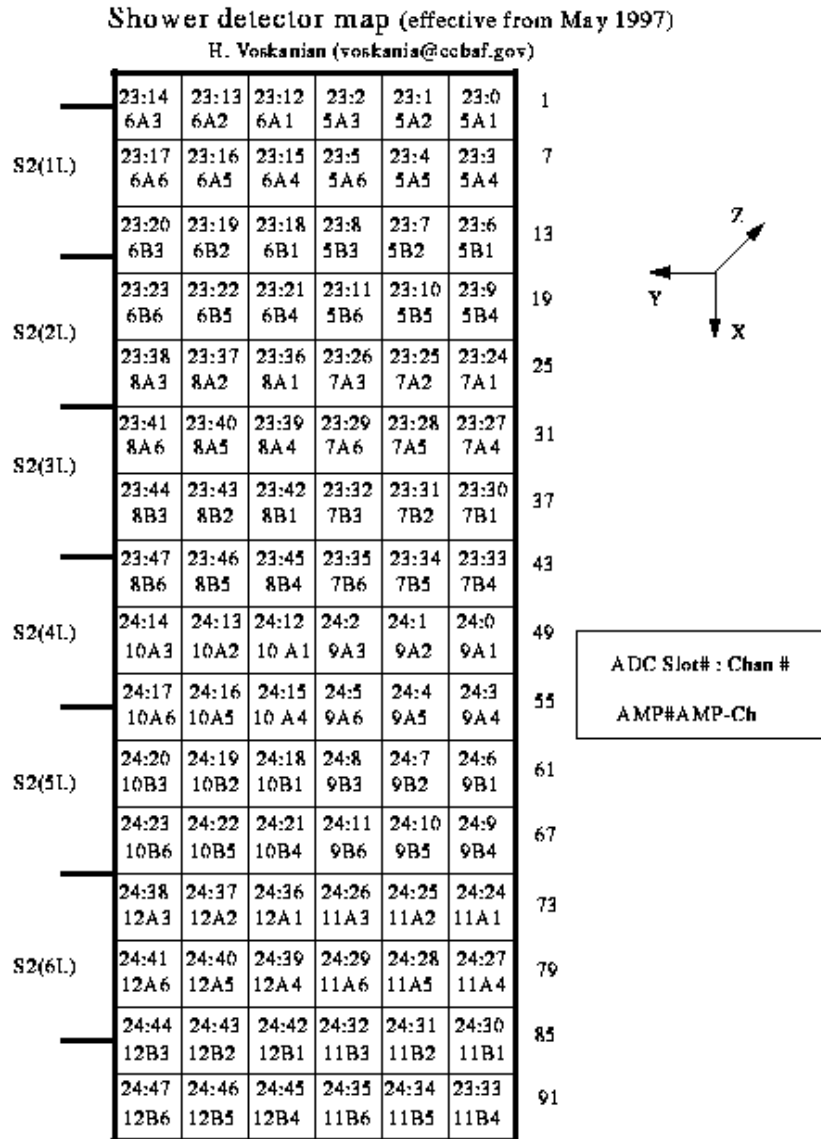 Shower detector map (effective from May 1997)
H. Voskanian (voskania@cebaf.gov)
23:14 23:13 23:12 23:2 23:1 23:0 1
6A3 6A2 6A1 5A3 5A2 5A1
S2(1L) 23:17 23:16 23:15 23:5 23:4 23:3 7
6A6 6A5 6A4 5A6 5A5 5A4
23:20 23:19 23:18 23:8 23:7 23:6 13
6B3 6B2 6B1 5B3 5B2 5B1
Z
Y
X
23:23 23:22 23:21 23:11 23:10 23:9 19
S2(2L) 6B6 6B5 6B4 5B6 5B5 5B4
23:38 23:37 23:36 23:26 23:25 23:24 25
8A3 8A2 8A1 7A3 7A2 7A1
23:41 23:40 23:39 23:29 23:28 23:27 31
S2(3L) 8A6 8A5 8A4 7A6 7A5 7A4
23:44 23:43 23:42 23:32 23:31 23:30 37
8B3 8B2 8B1 7B3 7B2 7B1
23:47 23:46 23:45 23:35 23:34 23:33 43
8B6 8B5 8B4 7B6 7B5 7B4
S2(4L) 24:14 24:13 24:12 24:2 24:1 24:0 49
10A3 10A2 10 A1 9A3 9A2 9A1
24:17 24:16 24:15 24:5 24:4 24:3 55
10A6 10A5 10 A4 9A6 9A5 9A4
ADC Slot# : Chan #
AMP#AMP-Ch
S2(5L) 24:20 24:19 24:18 24:8 24:7 24:6 61
10B3 10B2 10B1 9B3 9B2 9B1
24:23 24:22 24:21 24:11 24:10 24:9 67
10B6 10B5 10B4 9B6 9B5 9B4
24:38 24:37 24:36 24:26 24:25 24:24 73
12A3 12A2 12A1 11A3 11A2 11A1
S2(6L) 24:41 24:40 24:39 24:29 24:28 24:27 79
12A6 12A5 12A4 11A6 11A5 11A4
24:44 24:43 24:42 24:32 24:31 24:30 85
12B3 12B2 12B1 11B3 11B2 11B1
24:47 24:46 24:45 24:35 24:34 23:33 91
12B6 12B5 12B4 11B6 11B5 11B4